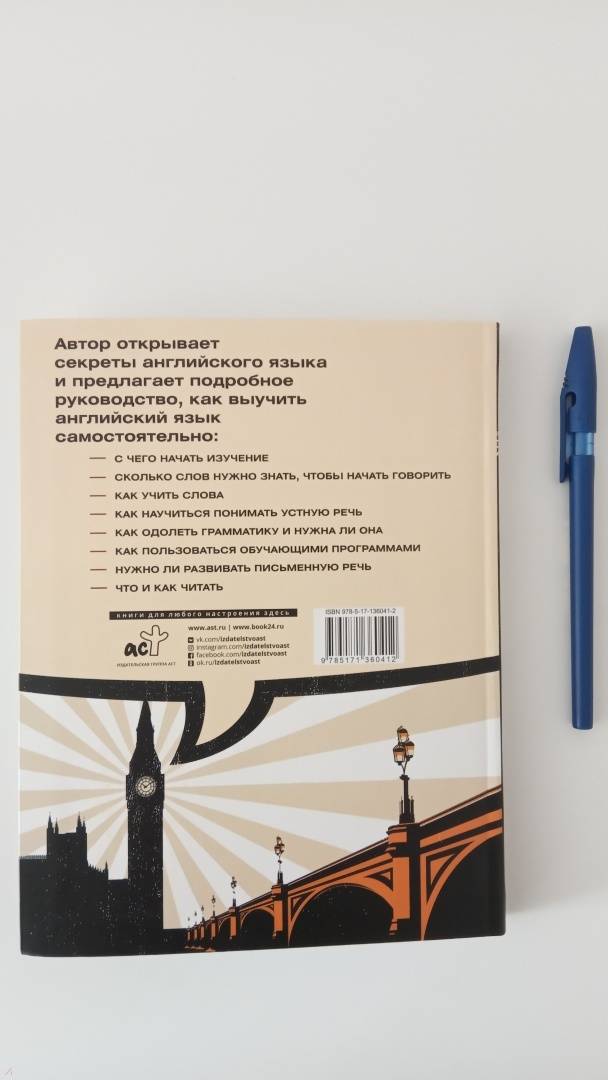 Автор открывает
секреты английского языка
и предлагает подробное
руководство, как выучить
английский язык
самостоятельно:
— С ЧЕГО НАЧАТЬ ИЗУЧЕНИЕ
— СКОЛЬКО СЛОВ НУЖНО ЗНАТЬ, ЧТОБЫ НАЧАТЬ ГОВОРИТЬ
— КАК УЧИТЬ СЛОВА
— КАК НАУЧИТЬСЯ ПОНИМАТЬ УСТНУЮ РЕЧЬ
— КАК ОДОЛЕТЬ ГРАММАТИКУ И НУЖНА ЛИ ОНА
— КАК ПОЛЬЗОВАТЬСЯ ОБУЧАЮЩИМИ ПРОГРАММАМИ
— НУЖНО ЛИ РАЗВИВАТЬ ПИСЬМЕННУЮ РЕЧЬ
— ЧТО И КАК ЧИТАТЬ
книги для любого настроения здесь
аст
ИЗДАТЕЛЬСКАЯ ГРУППА АСТ
www.ast.ru | www.book24.ru
vk.com/izdatelstvoast
instagram.com/izdatelstvoast
facebook.com/izdatelstvoast
ok.ru/izdatelstvoast
ISBN 978-5-17-136041-2
9 785171 360412